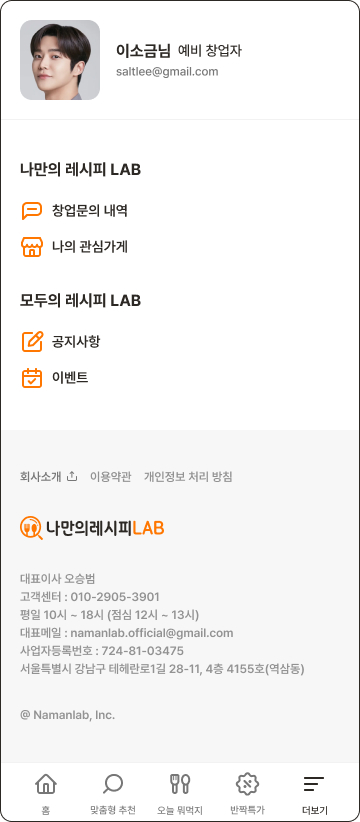 이소금님 예비 창업자
saltlee@gmail.com
나만의 레시피 LAB
창업문의 내역
나의 관심가게
모두의 레시피 LAB
공지사항
이벤트
회사소개 이용약관 개인정보 처리 방침
나만의레시피LAB
대표이사 오승범
고객센터 : 010-2905-3901
평일 10시 ~ 18시 (점심 12시 ~ 13시)
대표메일 : namanlab.official@gmail.com
사업자등록번호 : 724-81-03475
서울특별시 강남구 테헤란로1길 28-11, 4층 4155호(역삼동)
@ Namanlab, Inc.
홈 맞춤형 추천 오늘 뭐먹지 반짝특가 더보기